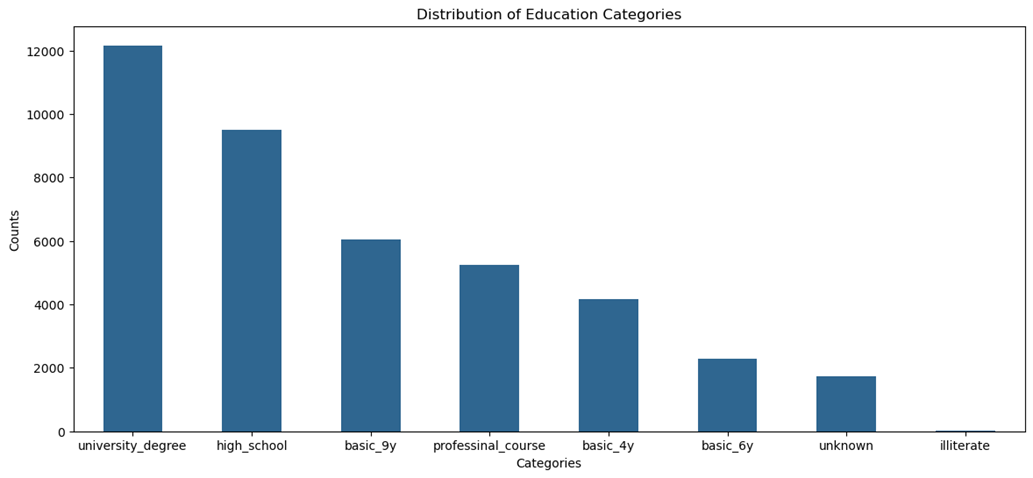 Distribution of Education Categories
12000
10000
8000
6000
4000
2000
0
Counts
university_degree high_school basic_9y professinal_course basic_4y basic_6y unknown illiterate
Categories